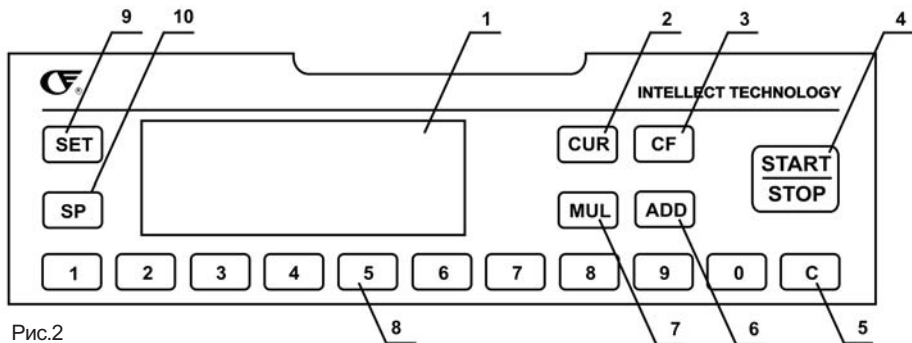 9 10 1 2 3 4
®
INTELLECT TECHNOLOGY
SET CUR CF
START
STOP
SP MUL ADD
1 2 3 4 5 6 7 8 9 0 C
Рис.2 8 7 6 5